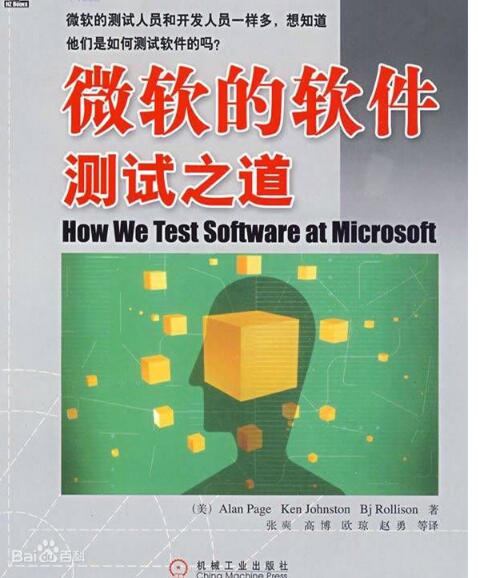 HZ Books
微软的测试人员和开发人员一样多，想知道
他们是如何测试软件的吗？
微软的软件
测试之道
How We Test Software at Microsoft
（美）Alan Page Ken Johnston Bj Rollison 著
张奭 高博 欧琼 赵勇 等译
机械工业出版社
China Machine Press
Bai百科